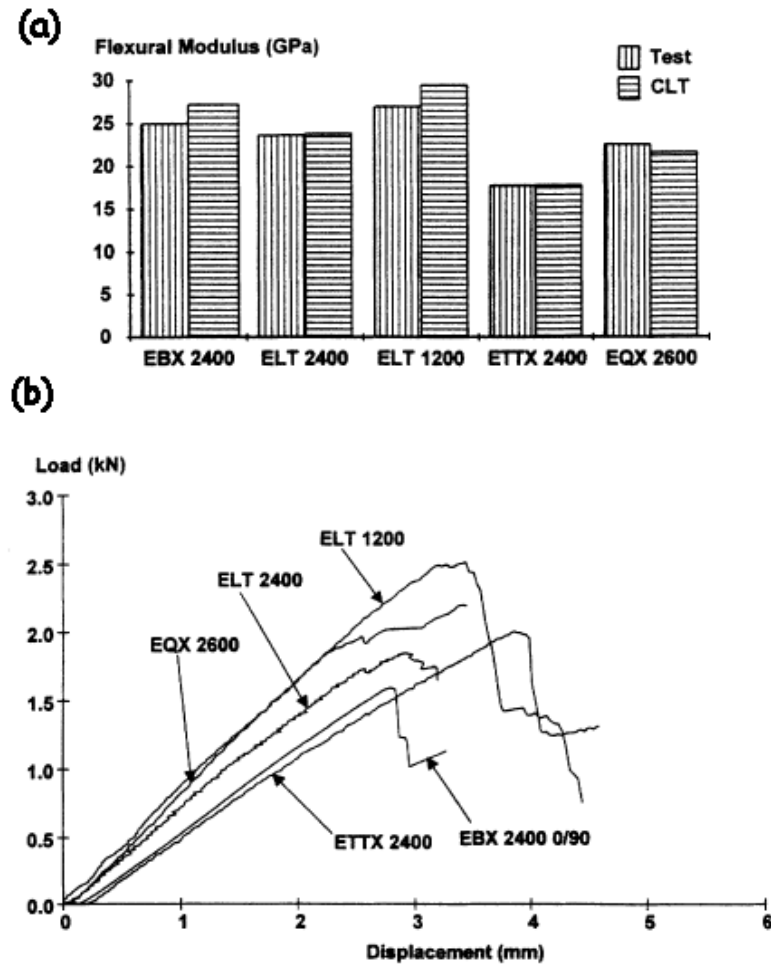 (a)
Flexural Modulus (GPa)
Test
CLT
30
25
20
15
10
5
0
EBX 2400 ELT 2400 ELT 1200 ETTX 2400 EQX 2600
(b)
Load (kN)
3.0
ELT 1200
2.5
ELT 2400
2.0
EQX 2600
1.5
1.0
ETTX 2400 EBX 2400 0/90
0.5
0.0
0 1 2 3 4 5 6
Displacement (mm)